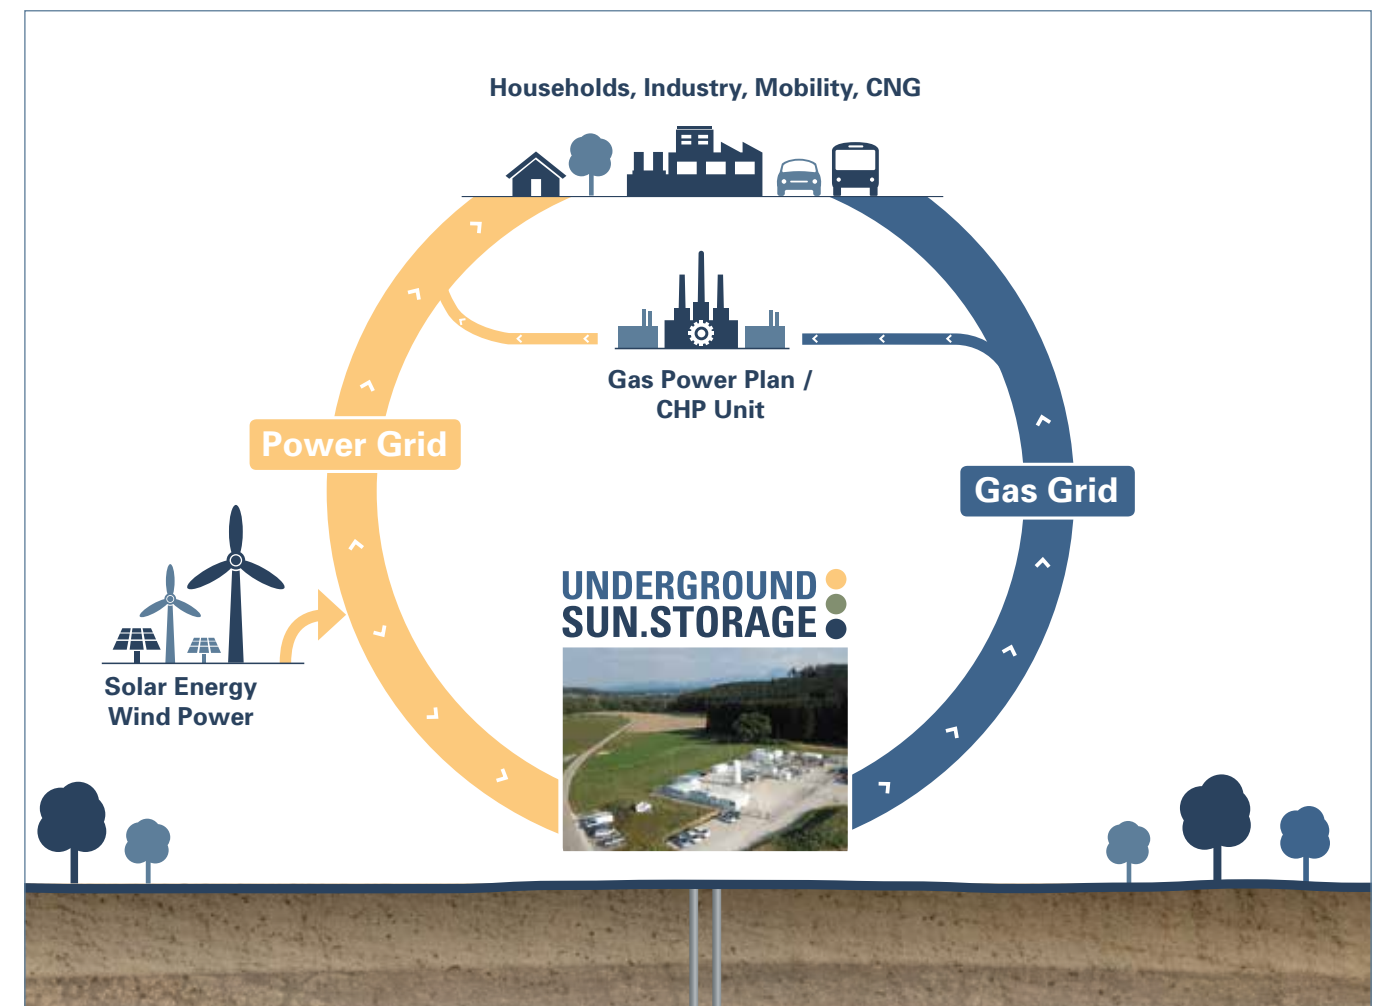 Households, Industry, Mobility, CNG
Gas Power Plan /
CHP Unit
Power Grid
Gas Grid
UNDERGROUND
SUN.STORAGE
Solar Energy
Wind Power